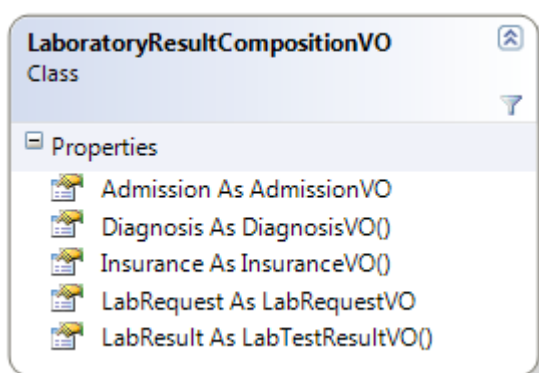 LaboratoryResultCompositionVO
Class
Properties
Admission As AdmissionVO
Diagnosis As DiagnosisVO()
Insurance As InsuranceVO()
LabRequest As LabRequestVO
LabResult As LabTestResultVO()